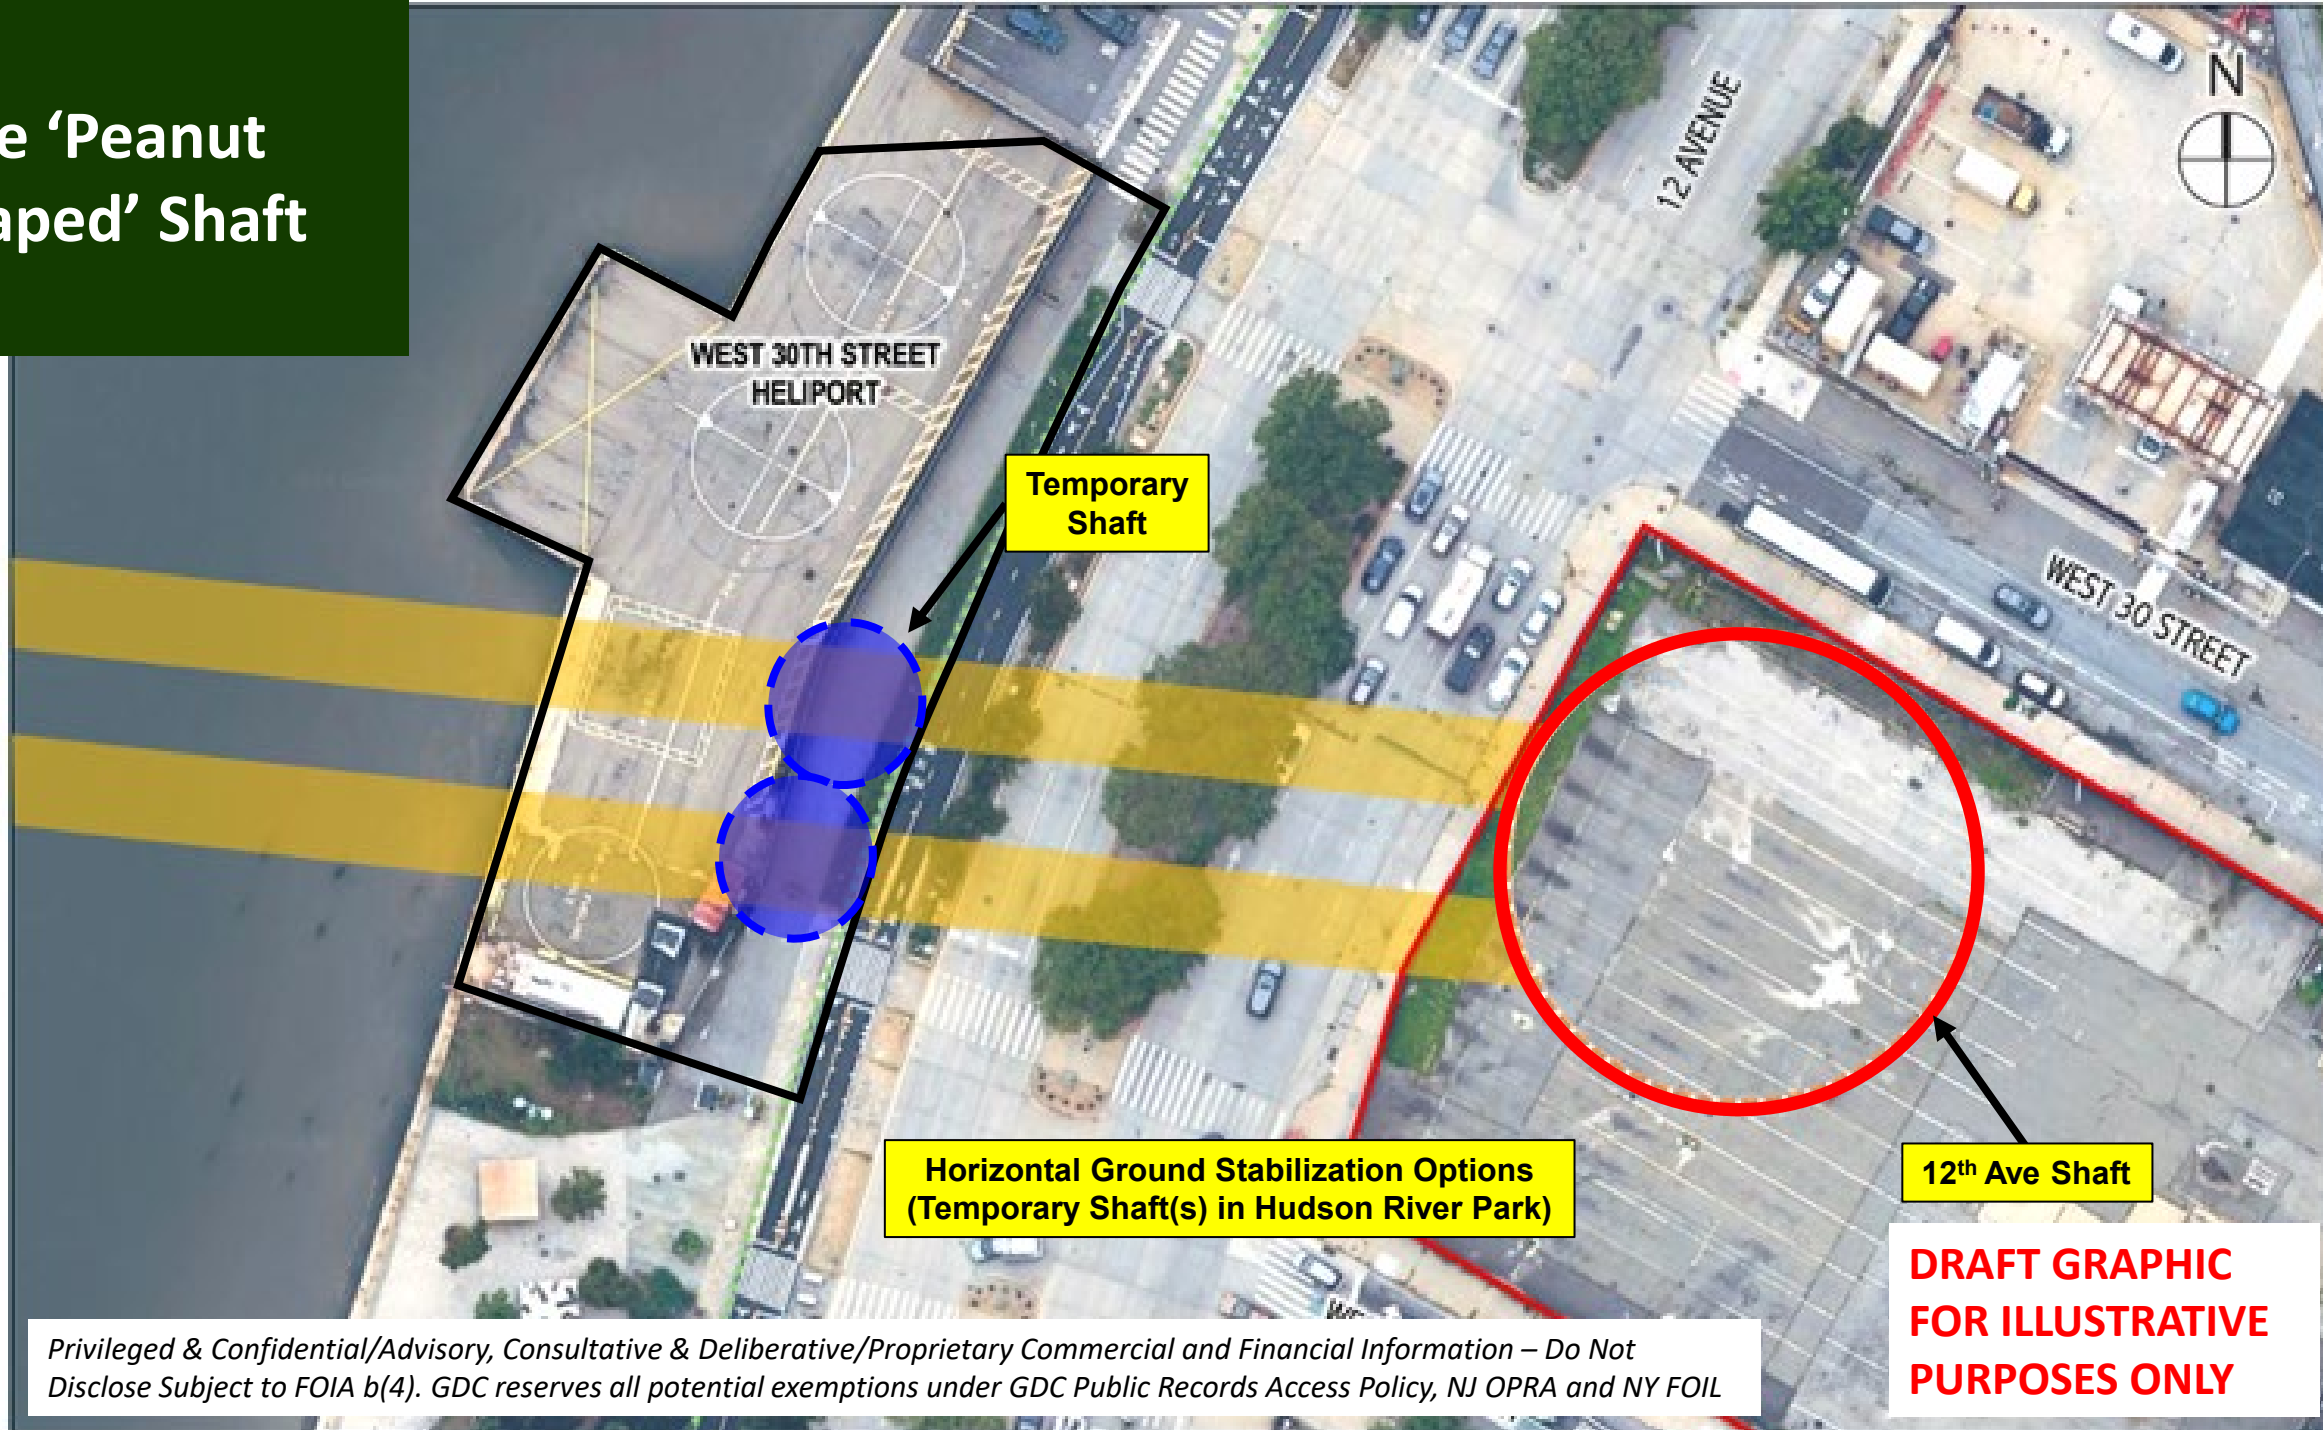 e ‘Peanut
aped’ Shaft
12 AVENUE
N
WEST 30TH STREET
HELIPORT
Temporary
Shaft
WEST 30 STREET
Horizontal Ground Stabilization Options
(Temporary Shaft(s) in Hudson River Park)
12th Ave Shaft
DRAFT GRAPHIC
FOR ILLUSTRATIVE
PURPOSES ONLY
Privileged & Confidential/Advisory, Consultative & Deliberative/Proprietary Commercial and Financial Information – Do Not
Disclose Subject to FOIA b(4). GDC reserves all potential exemptions under GDC Public Records Access Policy, NJ OPRA and NY FOIL